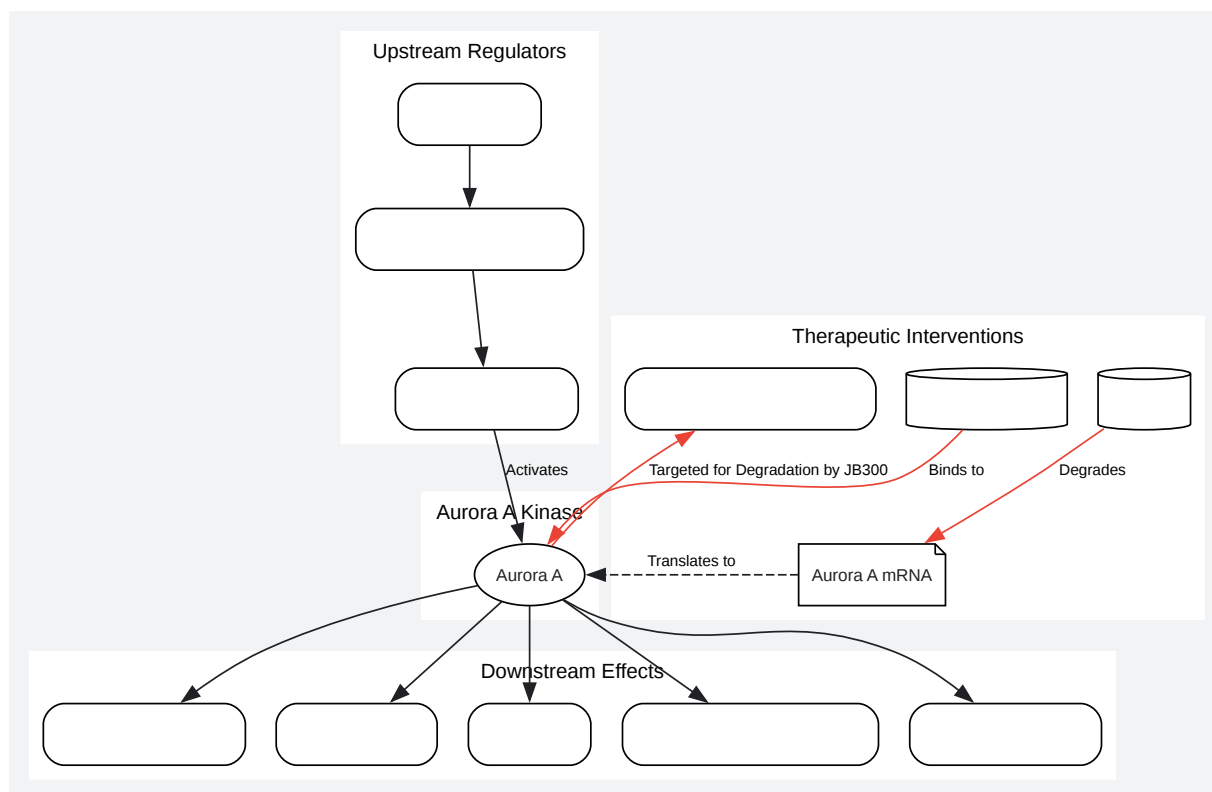 Upstream Regulators
Therapeutic Interventions
Activates
Targeted for Degradation by JB300
Binds to
Degrades
Aurora A Kinase
Translates to
Aurora A
Aurora A mRNA
Downstream Effects